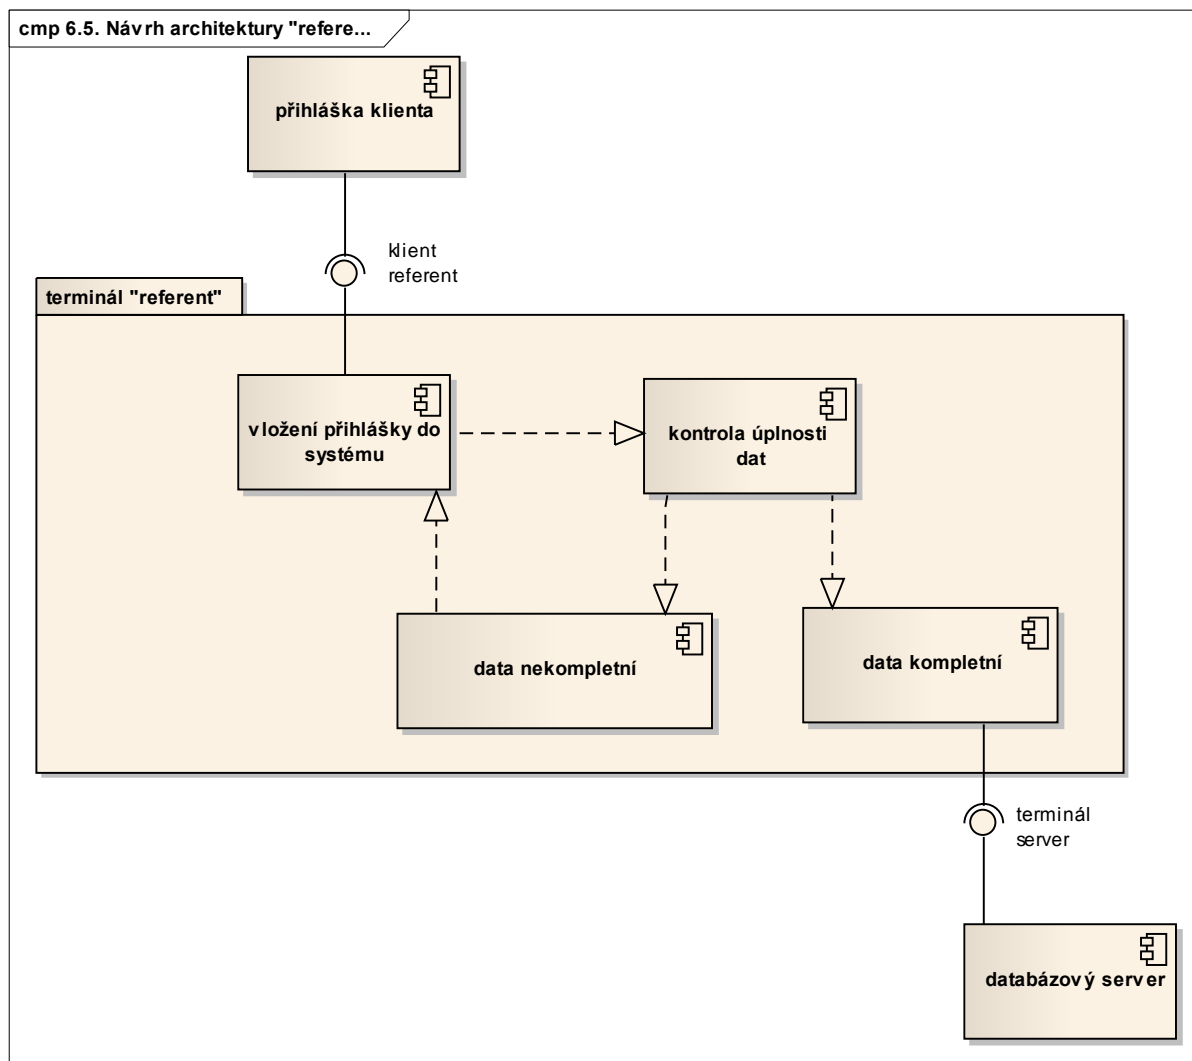 cmp 6.5. Návrh architektury "refere...
přihláška klienta
klient
referent
terminál "referent"
vložení přihlášky do
systému
kontrola úplnosti
dat
data nekompletní
data kompletní
terminál
server
databázový server